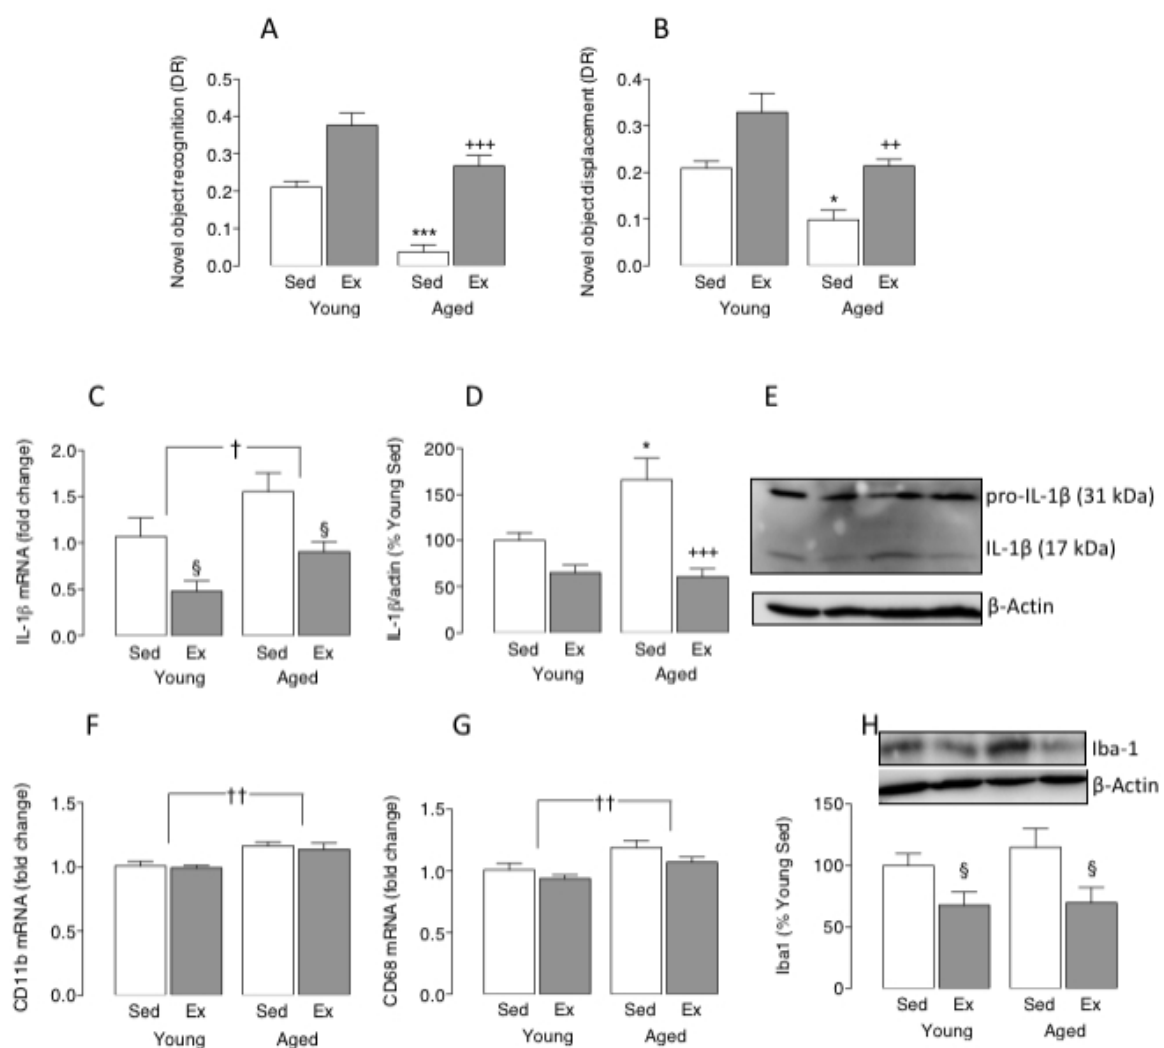 A
Novel object recognition (DR)
0.5
0.4
0.3
0.2
0.1
0.0
***
+++
Sed Ex Sed Ex
Young Aged
B
Novel object displacement (DR)
0.4
0.3
0.2
0.1
0.0
*
++
Sed Ex Sed Ex
Young Aged
C
IL-1β mRNA (fold change)
2.0
1.5
1.0
0.5
0.0
†
§
§
Sed Ex Sed Ex
Young Aged
D
IL-1β/actin (% Young Sed)
200
150
100
50
0
*
+++
Sed Ex Sed Ex
Young Aged
E
pro-IL-1β (31 kDa)
IL-1β (17 kDa)
β-Actin
F
CD11b mRNA (fold change)
1.5
1.0
0.5
0.0
††
Sed Ex Sed Ex
Young Aged
G
CD68 mRNA (fold change)
1.5
1.0
0.5
0.0
††
Sed Ex Sed Ex
Young Aged
H
Iba-1
β-Actin
Iba1 (% Young Sed)
150
100
50
0
§
§
Sed Ex Sed Ex
Young Aged